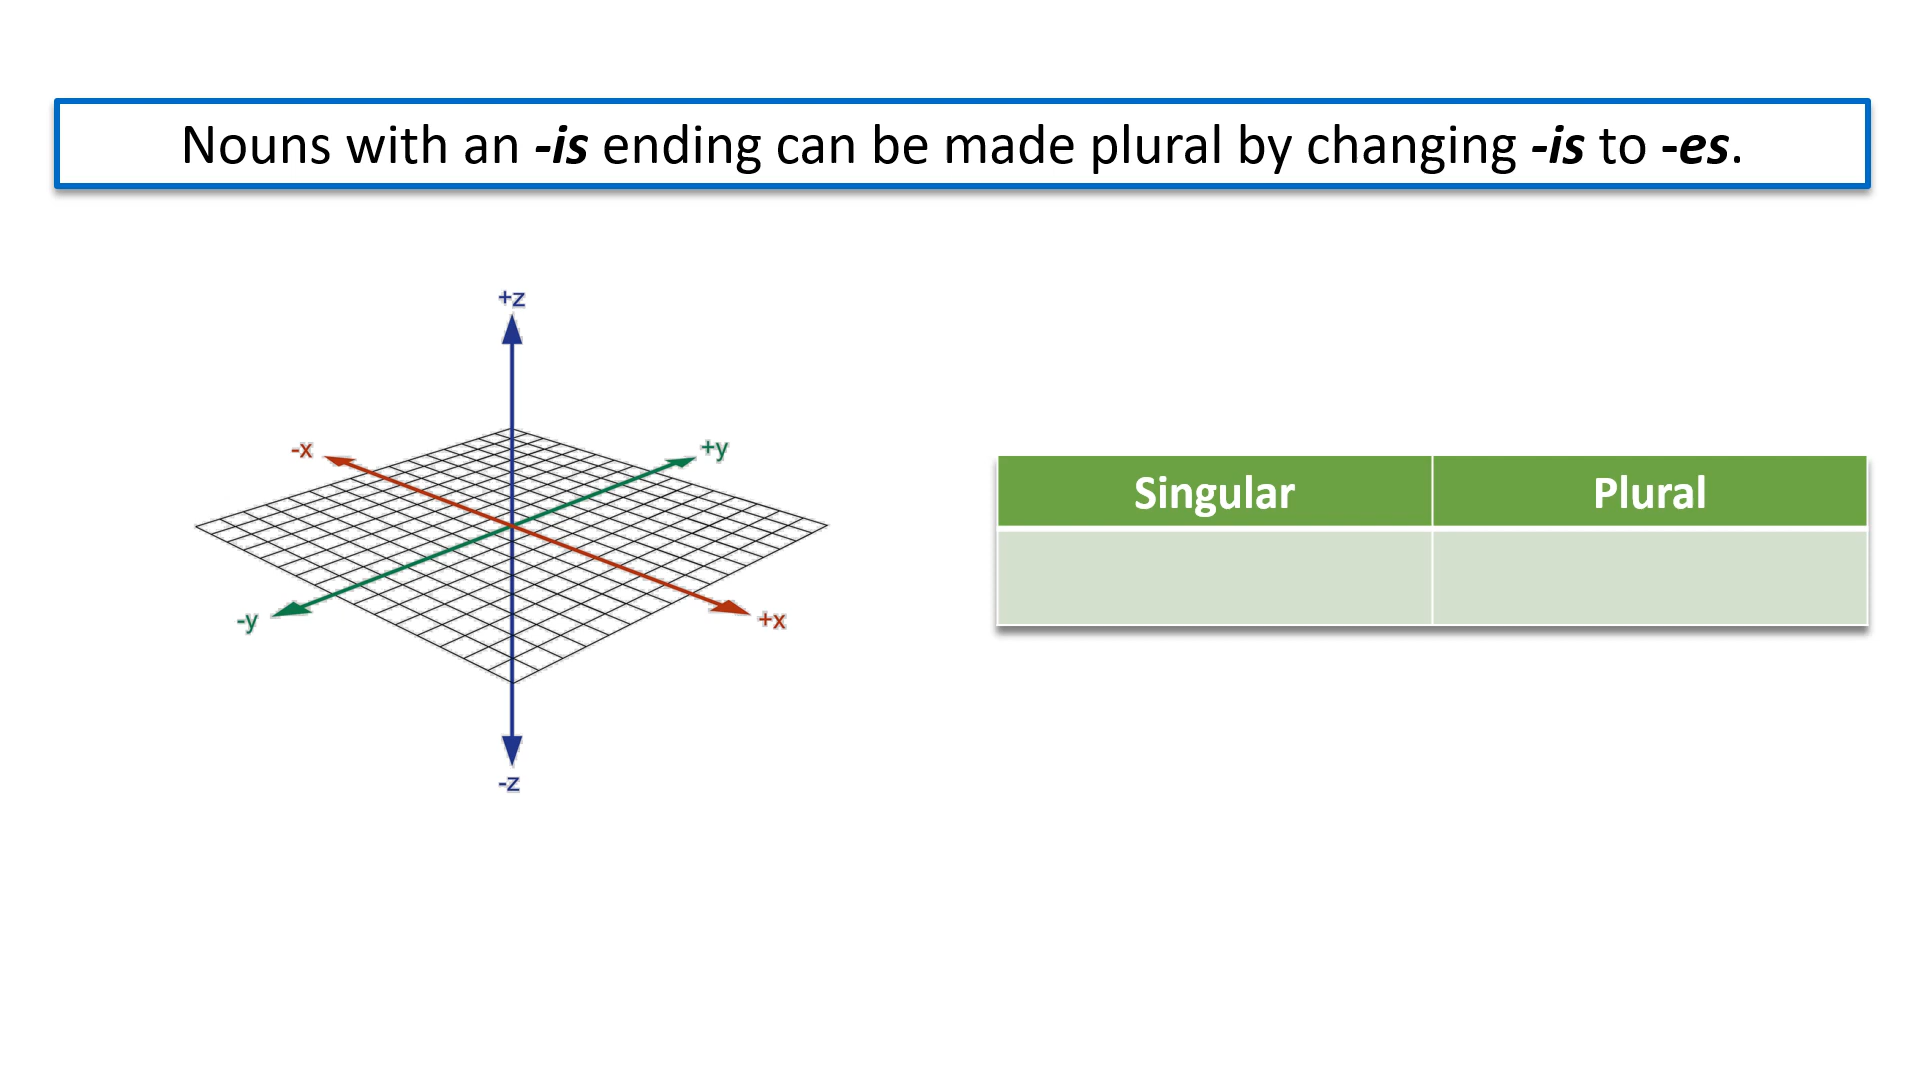 Nouns with an -is ending can be made plural by changing -is to -es.
+z
-x
+y
-y
+x
-z
Singular Plural